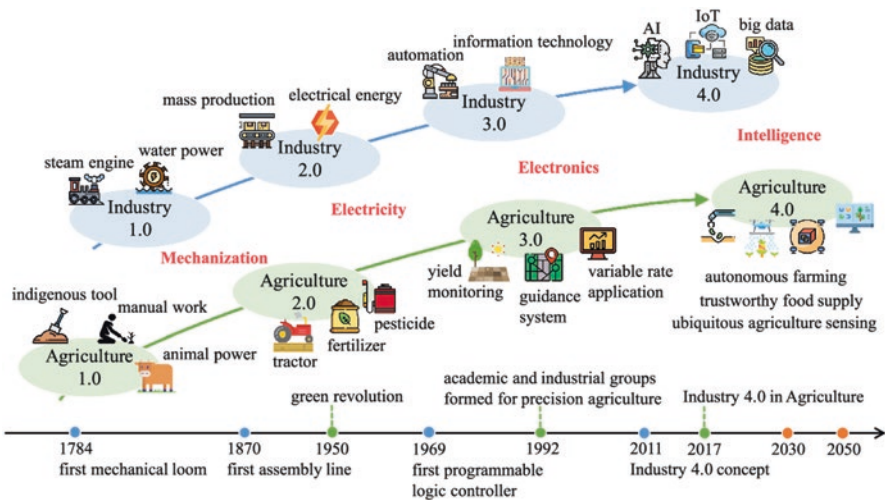 AI
IoT
big data
information technology
automation
Industry
4.0
Industry
3.0
mass production
electrical energy
Industry
2.0
steam engine
water power
Industry
1.0
Intelligence
Electronics
Electricity
Mechanization
Agriculture
4.0
autonomous farming
trustworthy food supply
ubiquitous agriculture sensing
Agriculture
3.0
yield
monitoring
guidance
system
variable rate
application
Agriculture
2.0
tractor
fertilizer
pesticide
indigenous tool
manual work
Agriculture
1.0
animal power
green revolution
academic and industrial groups
formed for precision agriculture
Industry 4.0 in Agriculture
1784
1870
1950
1969
1992
2011
2017
2030
2050
first mechanical loom
first assembly line
first programmable
logic controller
Industry 4.0 concept